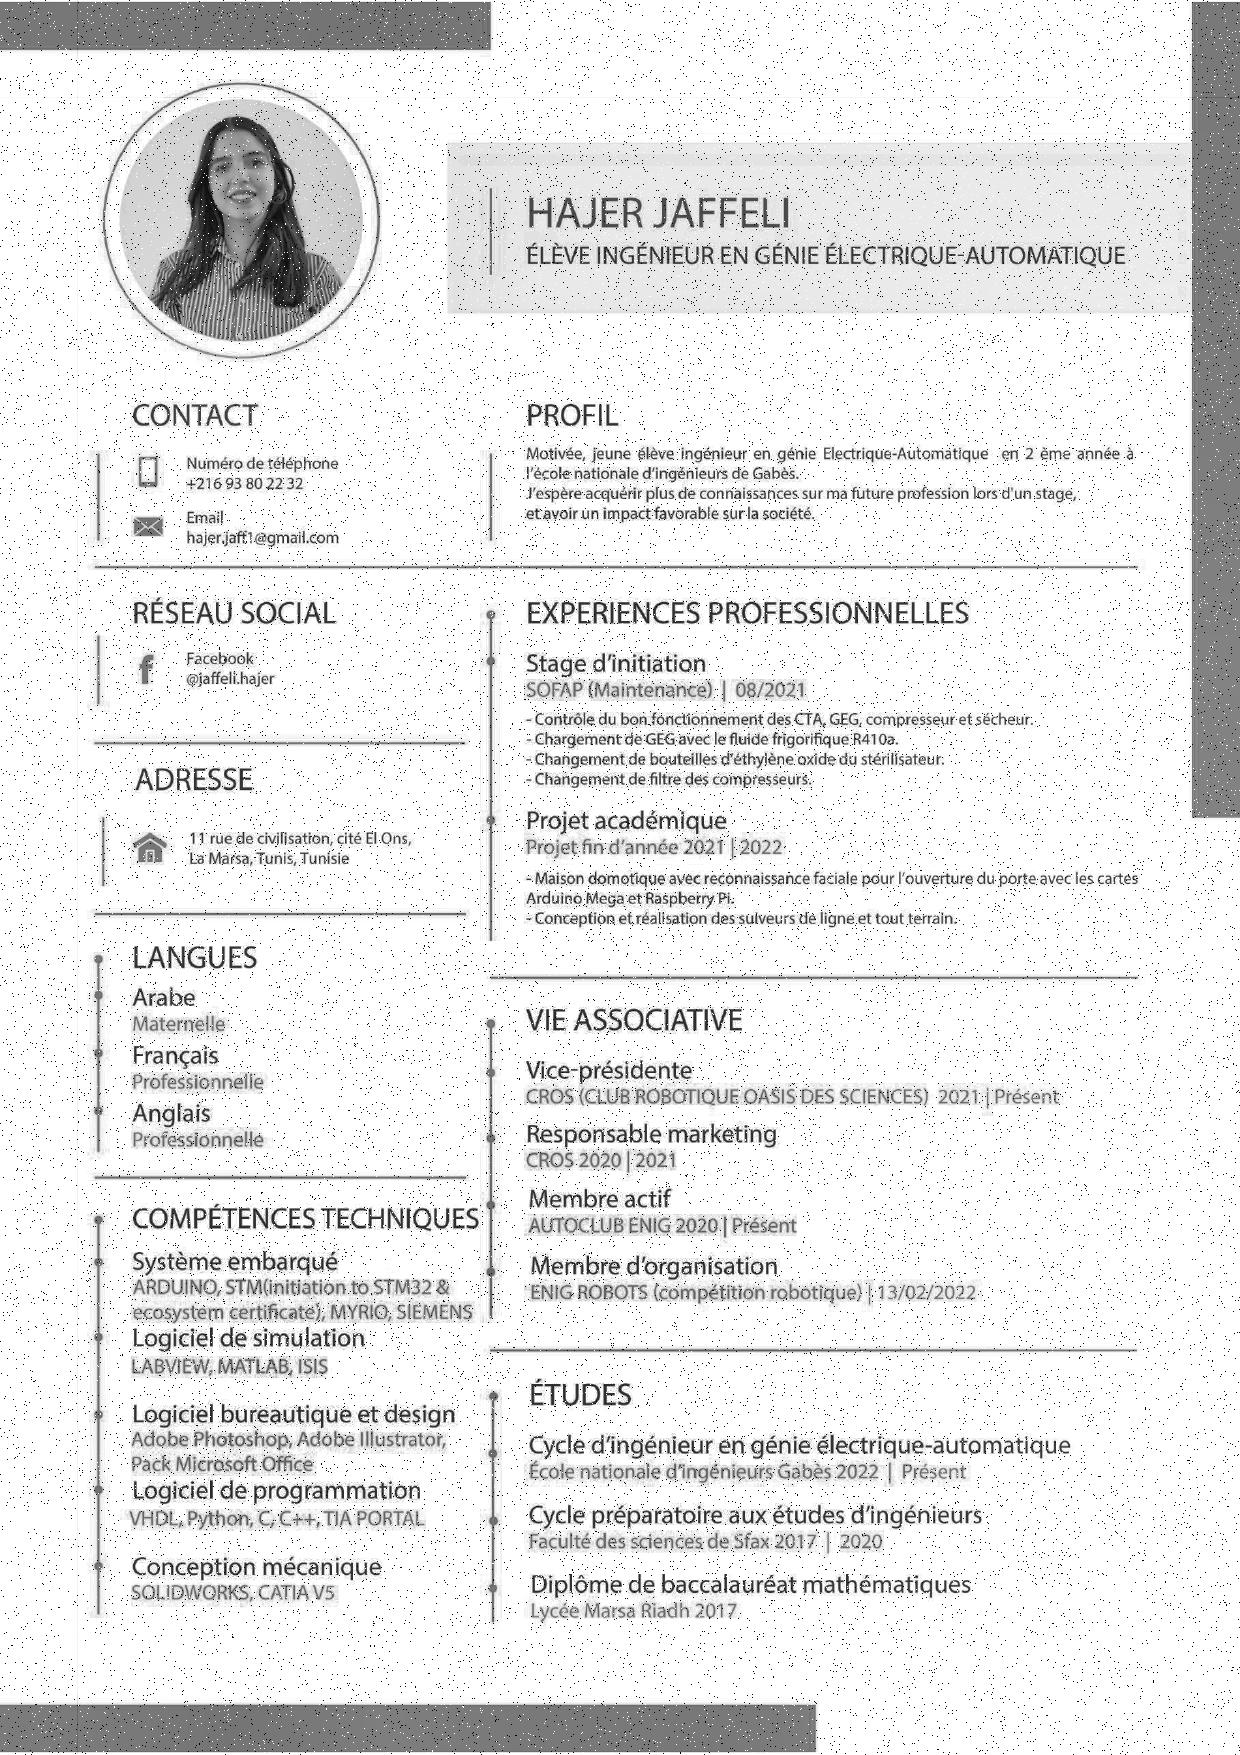 HAJER JAFFELI
ÉLÈVE INGÉNIEUR EN GÉNIE ÉLECTRIQUE-AUTOMATIQUE
CONTACT
Numéro de téléphone
+216 93 80 22 32
Email
hajer.jaff1@gmail.com
PROFIL
Motivée, jeune élève ingénieur en génie Electrique-Automatique en 2 ème année à
l'école nationale d'ingénieurs de Gabès.
J'espère acquérir plus de connaissances sur ma future profession lors d'un stage,
et avoir un impact favorable sur la société.
RÉSEAU SOCIAL
Facebook
@jaffeli.hajer
ADRESSE
11 rue de civilisation, cité El Ons,
La Marsa, Tunis, Tunisie
LANGUES
Arabe
Maternelle
Français
Professionnelle
Anglais
Professionnelle
COMPÉTENCES TECHNIQUES
Système embarqué
ARDUINO, STM(initiation to STM32 &
ecosystem certificate), MYRIO, SIEMENS
Logiciel de simulation
LABVIEW, MATLAB, ISIS
Logiciel bureautique et design
Adobe Photoshop, Adobe Illustrator,
Pack Microsoft Office
Logiciel de programmation
VHDL, Python, C, C++, TIA PORTAL
Conception mécanique
SOLIDWORKS, CATIA V5
EXPERIENCES PROFESSIONNELLES
Stage d'initiation
SOFAP (Maintenance) | 08/2021
- Contrôle du bon fonctionnement des CTA, GEG, compresseur et sécheur.
- Chargement de GEG avec le fluide frigorifique R410a.
- Changement de bouteilles d'éthylène oxide du stérilisateur.
- Changement de filtre des compresseurs.
Projet académique
Projet fin d'année 2021 | 2022
- Maison domotique avec reconnaissance faciale pour l'ouverture du porte avec les cartes
Arduino Mega et Raspberry Pi.
- Conception et réalisation des suiveurs de ligne et tout terrain.
VIE ASSOCIATIVE
Vice-présidente
CROS (CLUB ROBOTIQUE OASIS DES SCIENCES) 2021 | Présent
Responsable marketing
CROS 2020 | 2021
Membre actif
AUTOCLUB ENIG 2020 | Présent
Membre d'organisation
ENIG ROBOTS (compétition robotique) | 13/02/2022
ÉTUDES
Cycle d'ingénieur en génie électrique-automatique
École nationale d'ingénieurs Gabès 2022 | Présent
Cycle préparatoire aux études d'ingénieurs
Faculté des sciences de Sfax 2017 | 2020
Diplôme de baccalauréat mathématiques
Lycée Marsa Riadh 2017